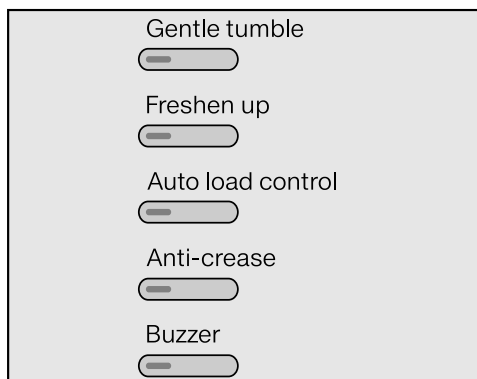 Gentle tumble
Freshen up
Auto load control
Anti-crease
Buzzer